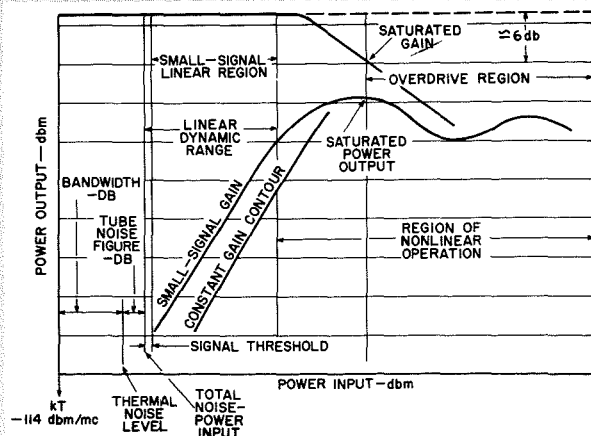 SATURATED
GAIN
≈6db
SMALL-SIGNAL
LINEAR REGION
OVERDRIVE REGION
LINEAR
DYNAMIC
RANGE
SATURATED
POWER
OUTPUT
BANDWIDTH
-DB
TUBE
NOISE
FIGURE
-DB
POWER OUTPUT—dbm
SMALL-SIGNAL GAIN
CONSTANT GAIN CONTOUR
REGION OF
NONLINEAR
OPERATION
SIGNAL THRESHOLD
POWER INPUT—dbm
kT
-114 dbm/mc
THERMAL
NOISE
LEVEL
TOTAL
NOISE-
POWER
INPUT